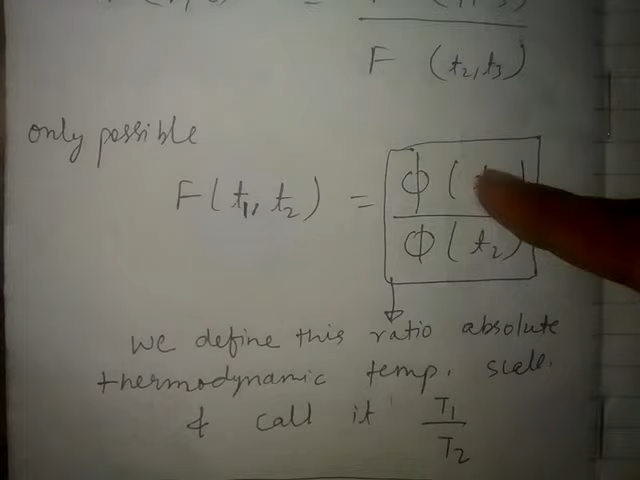 F (t2, t3)
only possible
F(t1, t2) = ϕ (
ϕ (t2)
we define this ratio absolute
thermodynamic temp. scale.
& call it T1
T2